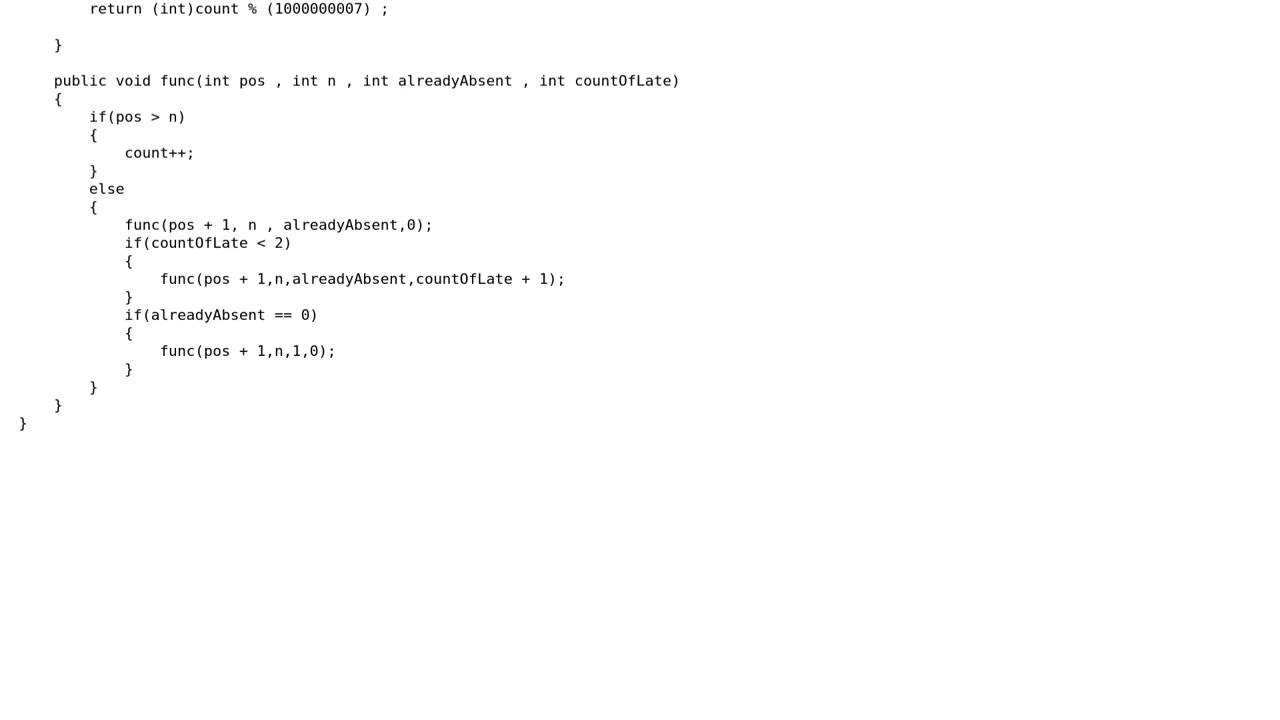 return (int)count % (1000000007) ;
}
public void func(int pos , int n , int alreadyAbsent , int countOfLate)
{
if(pos > n)
{
count++;
}
else
{
func(pos + 1, n , alreadyAbsent,0);
if(countOfLate < 2)
{
func(pos + 1,n,alreadyAbsent,countOfLate + 1);
}
if(alreadyAbsent == 0)
{
func(pos + 1,n,1,0);
}
}
}
}